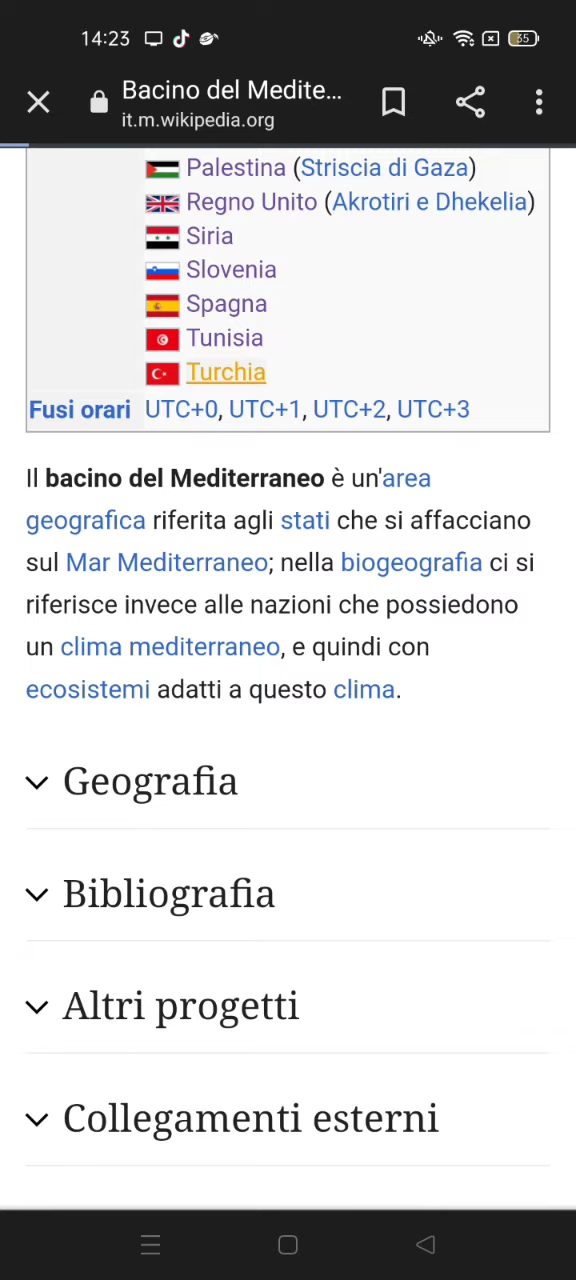 14:23
35
Bacino del Medite...
it.m.wikipedia.org
Palestina (Striscia di Gaza)
Regno Unito (Akrotiri e Dhekelia)
Siria
Slovenia
Spagna
Tunisia
Turchia
Fusi orari UTC+0, UTC+1, UTC+2, UTC+3
Il bacino del Mediterraneo è un'area
geografica riferita agli stati che si affacciano
sul Mar Mediterraneo; nella biogeografia ci si
riferisce invece alle nazioni che possiedono
un clima mediterraneo, e quindi con
ecosistemi adatti a questo clima.
Geografia
Bibliografia
Altri progetti
Collegamenti esterni